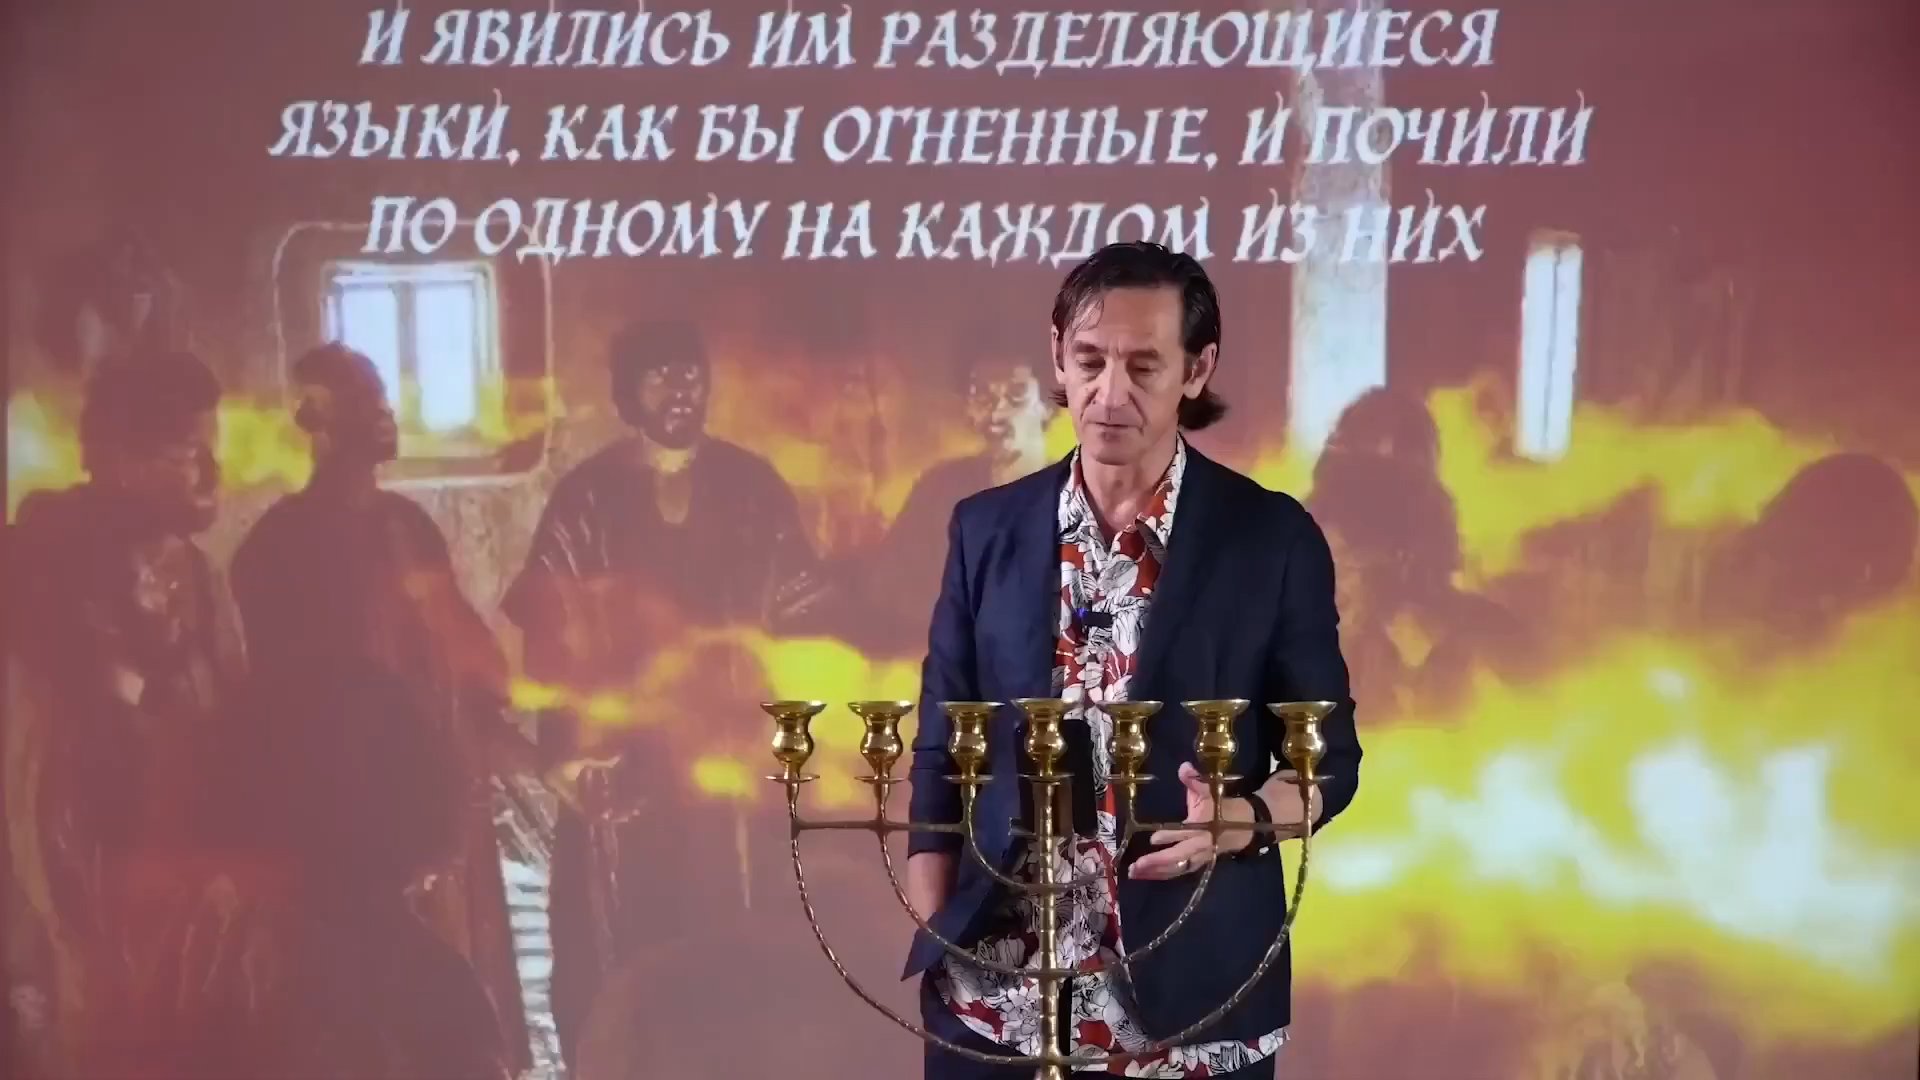 И ЯВИЛИСЬ ИМ РАЗДЕЛЯЮЩИЕСЯ
ЯЗЫКИ, КАК БЫ ОГНЕННЫЕ, И ПОЧИЛИ
ПО ОДНОМУ НА КАЖДОМ ИЗ НИХ